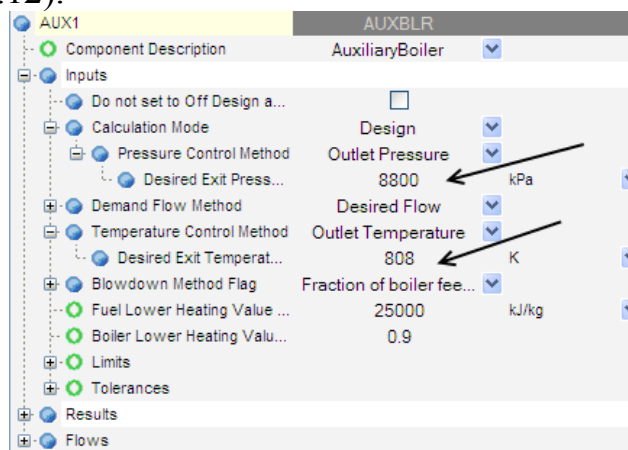 .12).
AUX1 AUXBLR
Component Description AuxiliaryBoiler
Inputs
Do not set to Off Design a...
Calculation Mode Design
Pressure Control Method Outlet Pressure
Desired Exit Press... 8800 kPa
Demand Flow Method Desired Flow
Temperature Control Method Outlet Temperature
Desired Exit Temperat... 808 K
Blowdown Method Flag Fraction of boiler fee...
Fuel Lower Heating Value ... 25000 kJ/kg
Boiler Lower Heating Valu... 0.9
Limits
Tolerances
Results
Flows